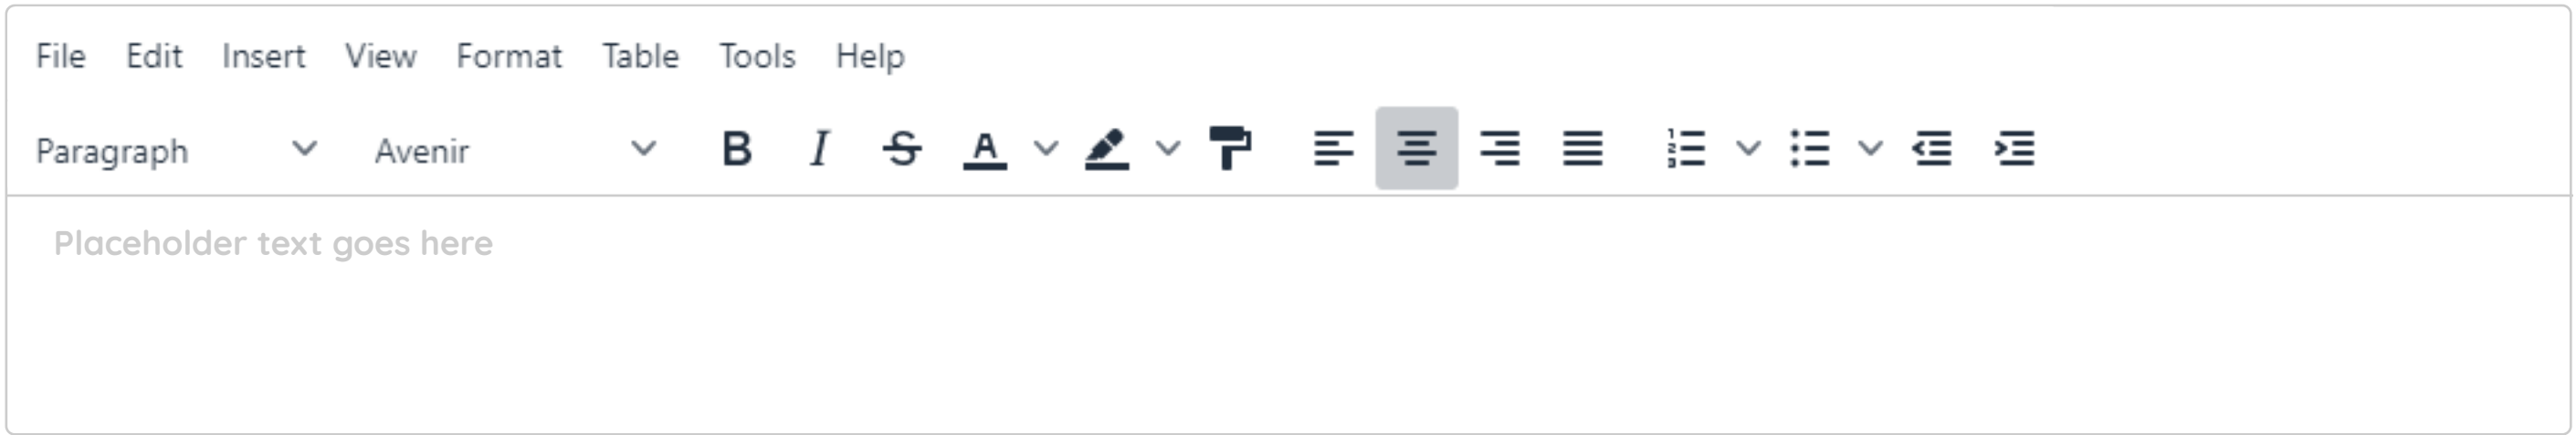 File Edit Insert View Format Table Tools Help
Paragraph Avenir B I S A
Placeholder text goes here